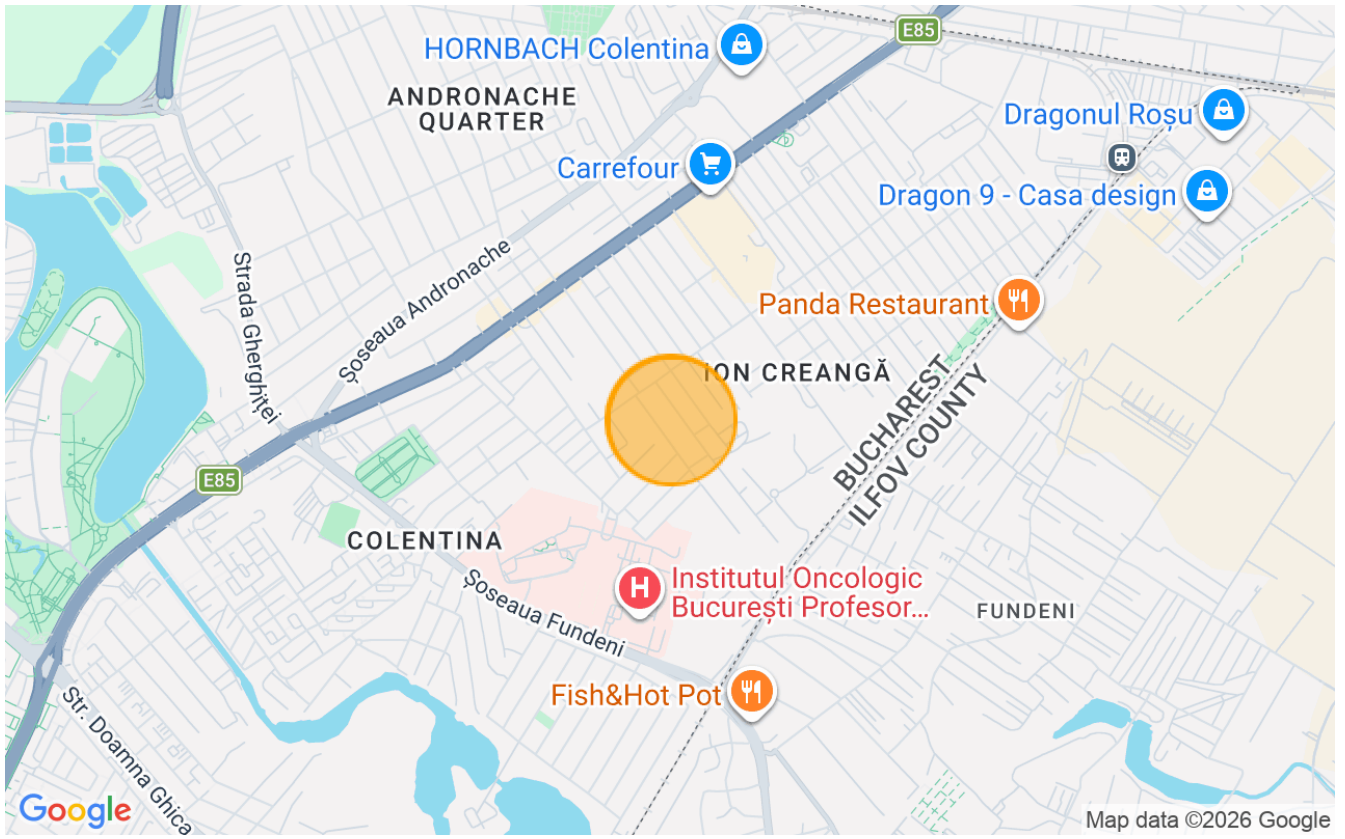 E85
HORNBACH Colentina
ANDRONACHE
QUARTER
Dragonul Roșu
Carrefour
Dragon 9 - Casa design
Șoseaua Andronache
Strada Gherghiței
Panda Restaurant
ION CREANGĂ
BUCHAREST
ILFOV COUNTY
E85
COLENTINA
Șoseaua Fundeni
H
Institutul Oncologic
București Profesor...
FUNDENI
Fish&Hot Pot
Str. Doamna Ghica
Google
Map data ©2026 Google